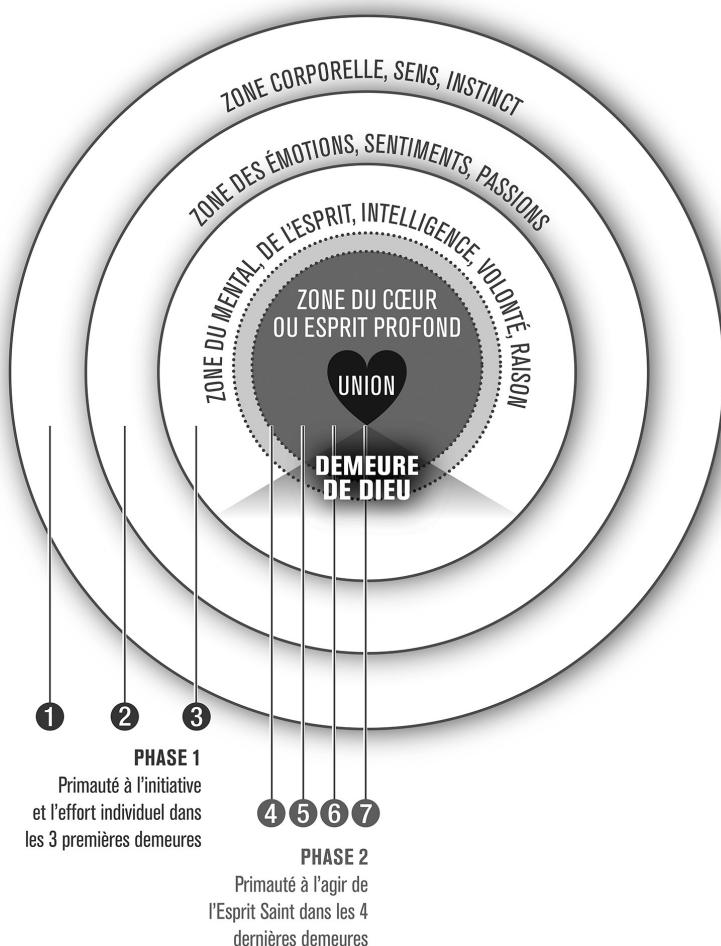 ZONE CORPORELLE, SENS, INSTINCT
ZONE DES ÉMOTIONS, SENTIMENTS, PASSIONS
ZONE DU MENTAL, DE L'ESPRIT, INTELLIGENCE, VOLONTÉ, RAISON
ZONE DU CŒUR
OU ESPRIT PROFOND
UNION
DEMEURE
DE DIEU
1 2 3
PHASE 1
Primauté à l'initiative
et l'effort individuel dans
les 3 premières demeures
4 5 6 7
PHASE 2
Primauté à l'agir de
l'Esprit Saint dans les 4
dernières demeures